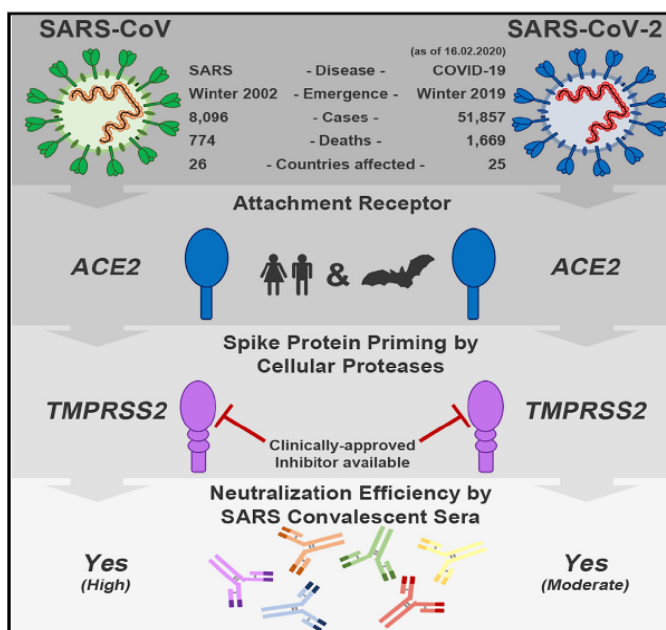 SARS-CoV SARS-CoV-2
(as of 16.02.2020)
SARS - Disease - COVID-19
Winter 2002 - Emergence - Winter 2019
8,096 - Cases - 51,857
774 - Deaths - 1,669
26 - Countries affected - 25
Attachment Receptor
ACE2 & ACE2
Spike Protein Priming by
Cellular Proteases
TMPRSS2 TMPRSS2
Clinically-approved
Inhibitor available
Neutralization Efficiency by
SARS Convalescent Sera
Yes Yes
(High) (Moderate)